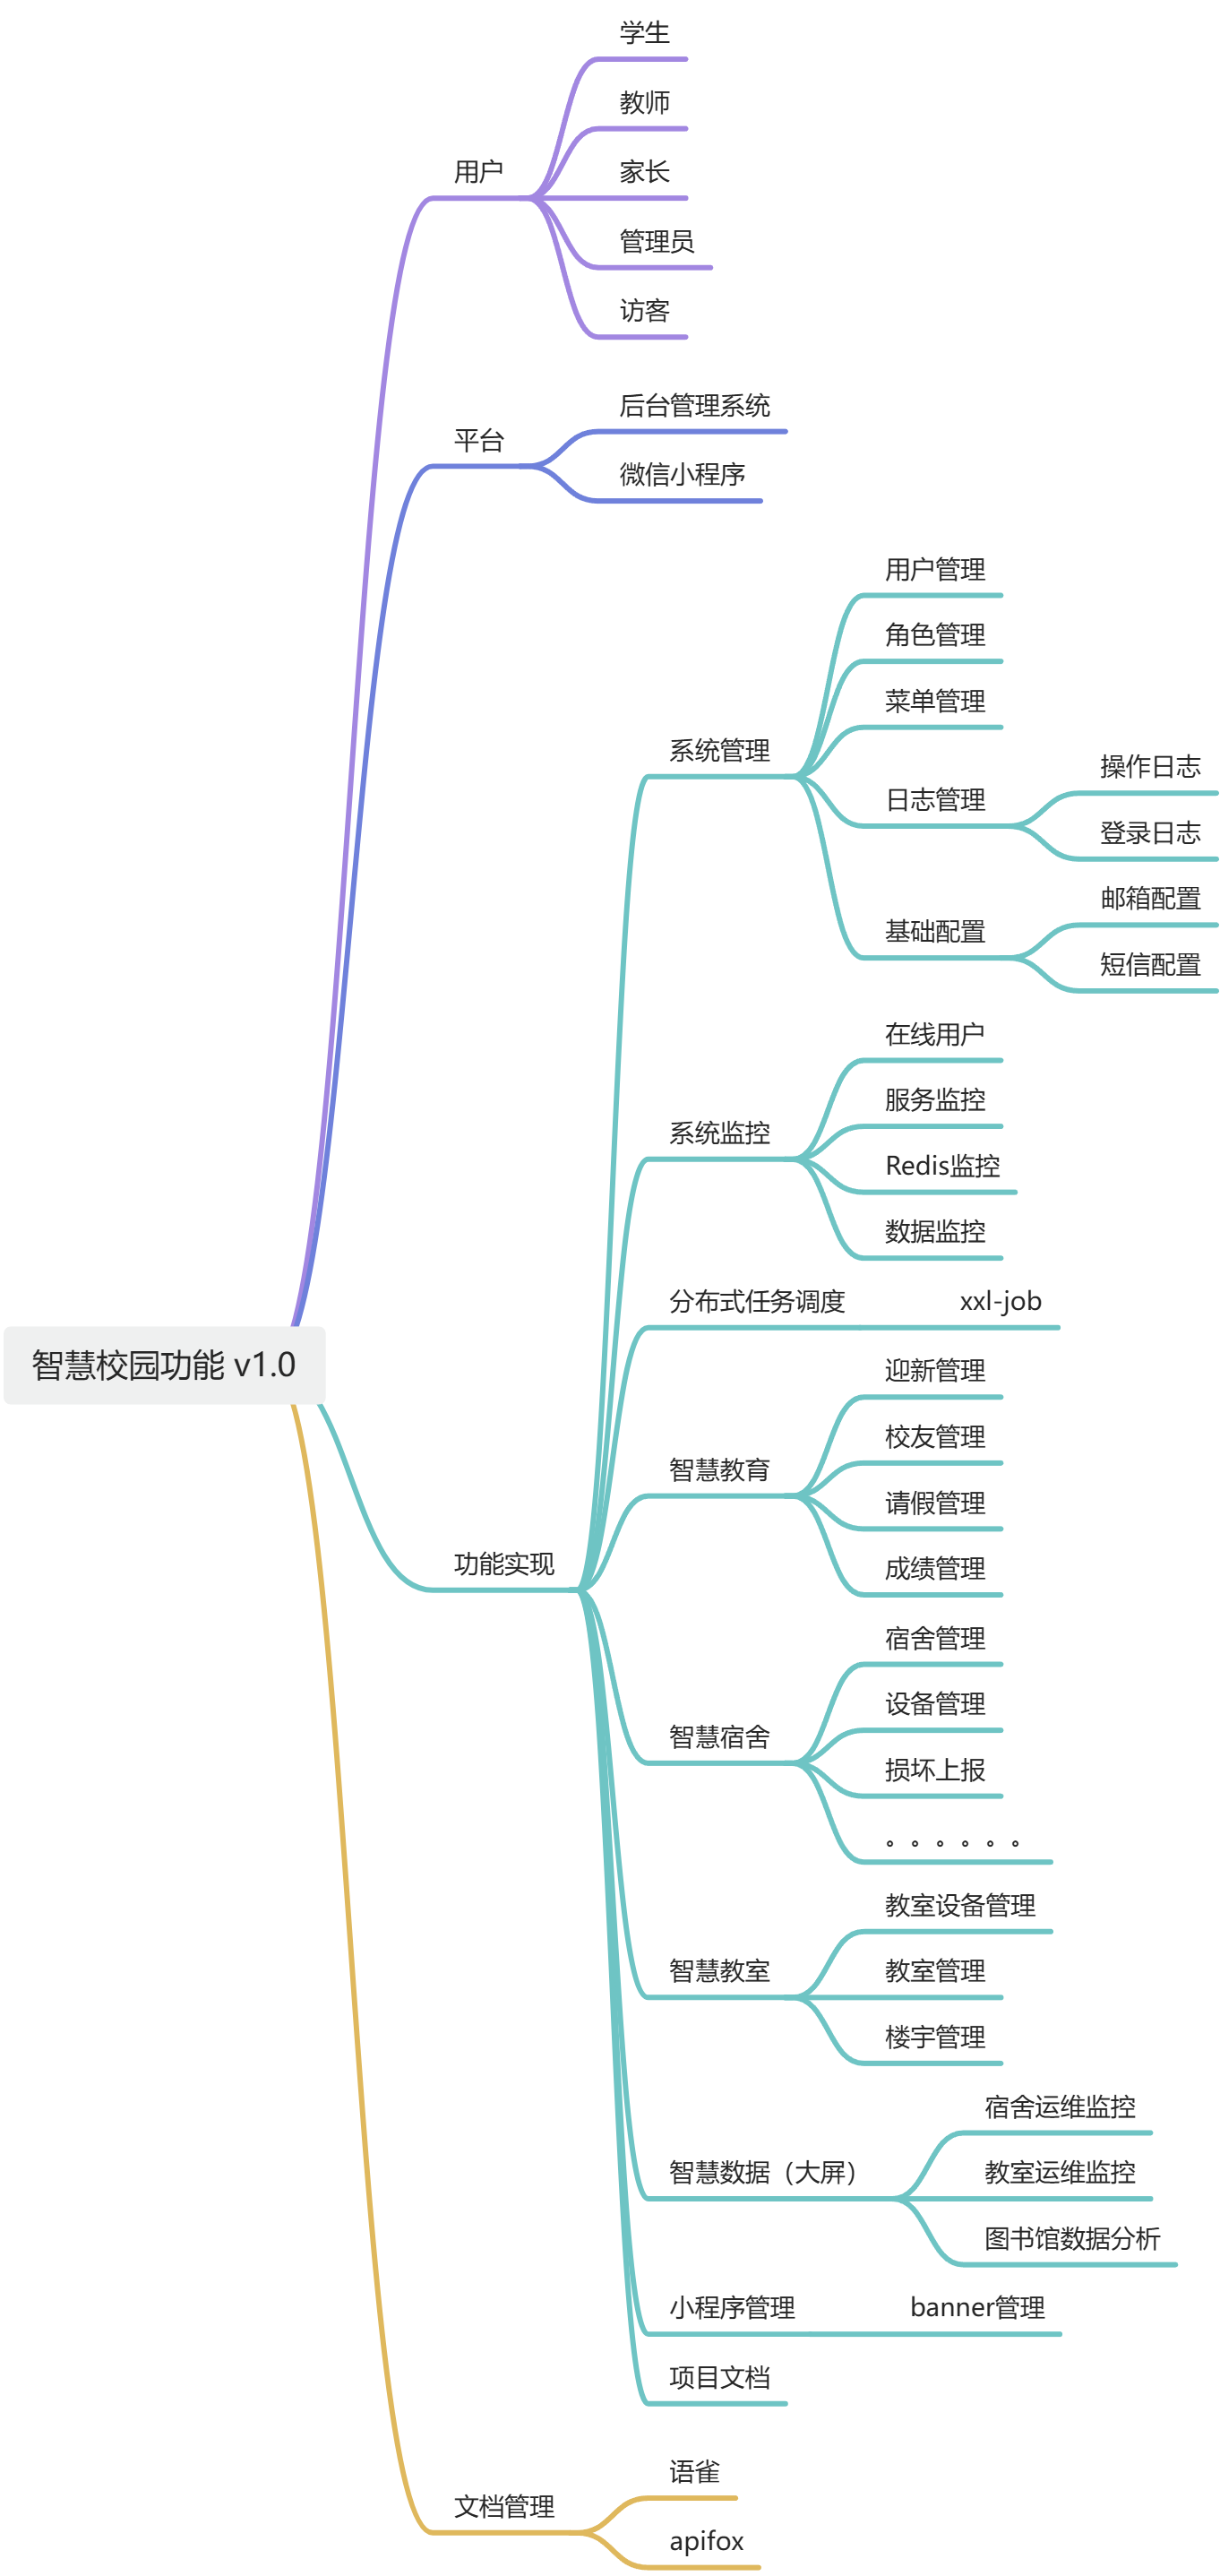 学生
教师
用户
家长
管理员
访客
后台管理系统
平台
微信小程序
用户管理
角色管理
菜单管理
系统管理
操作日志
日志管理
登录日志
邮箱配置
基础配置
短信配置
在线用户
服务监控
系统监控
Redis监控
数据监控
分布式任务调度
xxl-job
智慧校园功能 v1.0
迎新管理
校友管理
智慧教育
请假管理
成绩管理
功能实现
宿舍管理
设备管理
智慧宿舍
损坏上报
。。。。。。
教室设备管理
智慧教室
教室管理
楼宇管理
宿舍运维监控
智慧数据（大屏）
教室运维监控
图书馆数据分析
小程序管理
banner管理
项目文档
语雀
文档管理
apifox